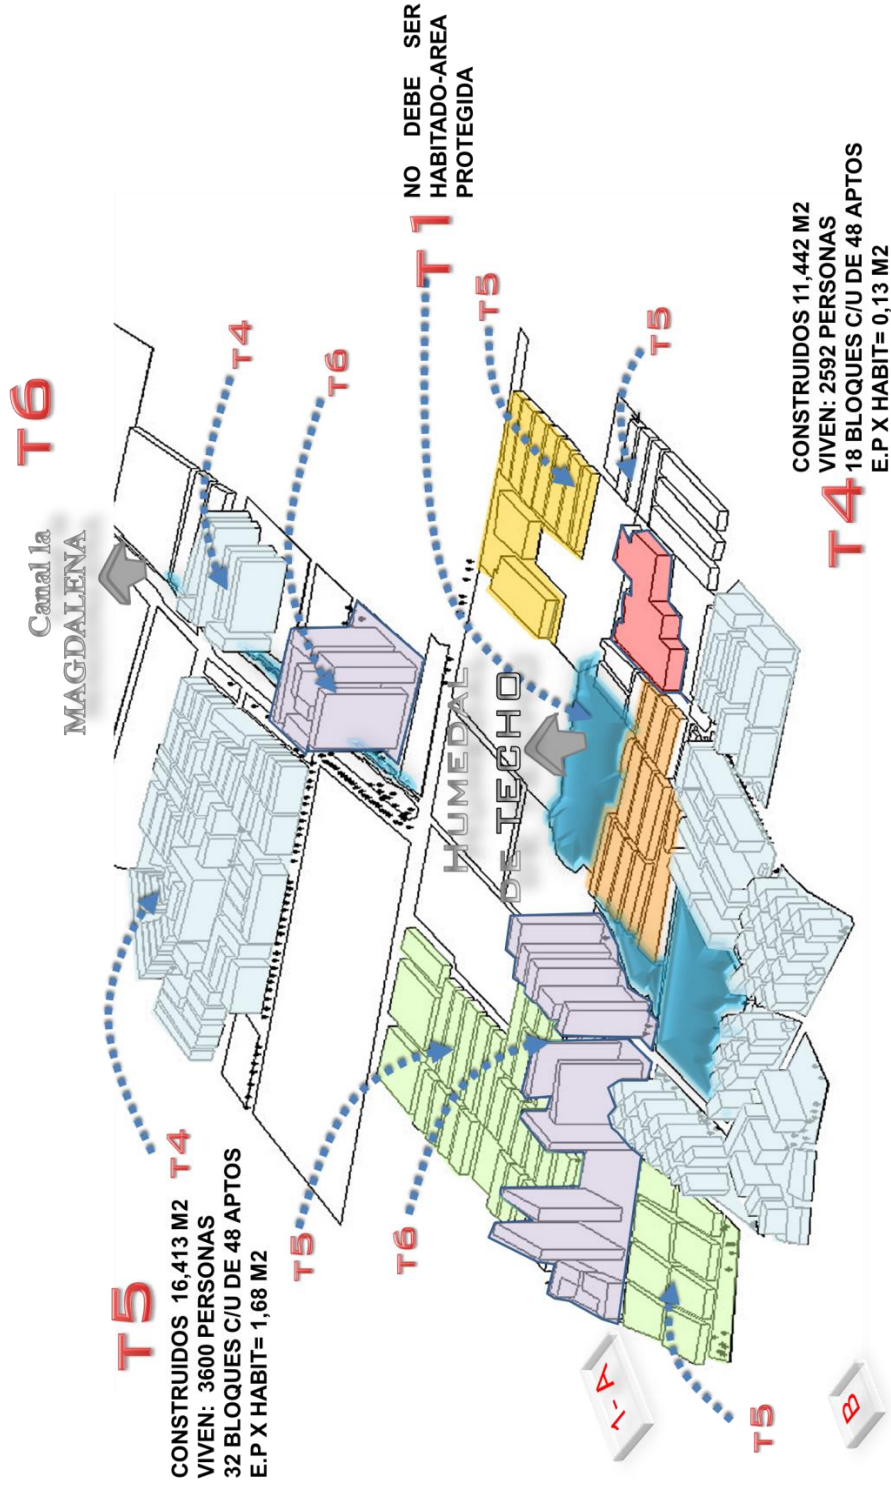 T6
Canal la
MAGDALENA
T5
CONSTRUIDOS 16,413 M2
VIVEN: 3600 PERSONAS
32 BLOQUES C/U DE 48 APTOS
E.P X HABIT= 1,68 M2
T4
T4
T5
T6
T6
T1
NO DEBE SER
HABITADO-AREA
PROTEGIDA
HUMEDAL
DE TECHO
T5
1-A
T5
T5
T4
CONSTRUIDOS 11,442 M2
VIVEN: 2592 PERSONAS
18 BLOQUES C/U DE 48 APTOS
E.P X HABIT= 0,13 M2
B